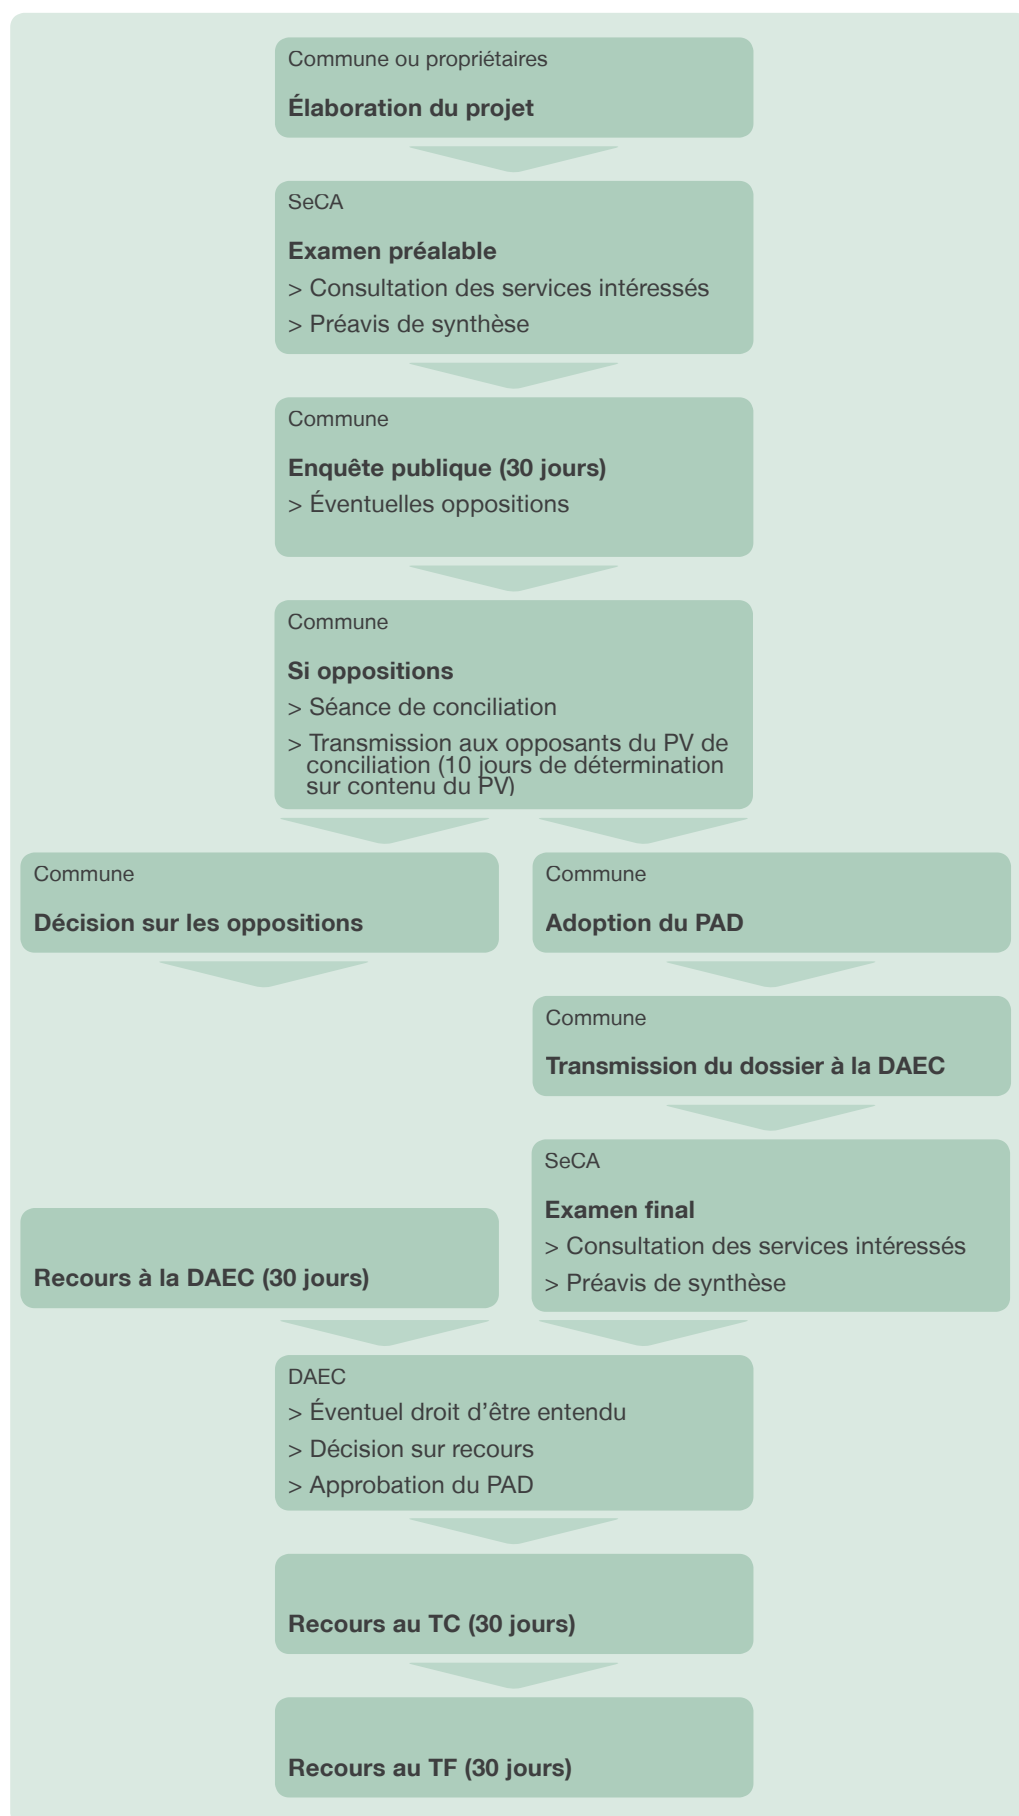 Commune ou propriétaires
Élaboration du projet
SeCA
Examen préalable
> Consultation des services intéressés
> Préavis de synthèse
Commune
Enquête publique (30 jours)
> Éventuelles oppositions
Commune
Si oppositions
> Séance de conciliation
> Transmission aux opposants du PV de
conciliation (10 jours de détermination
sur contenu du PV)
Commune
Décision sur les oppositions
Commune
Adoption du PAD
Commune
Transmission du dossier à la DAEC
SeCA
Examen final
> Consultation des services intéressés
> Préavis de synthèse
Recours à la DAEC (30 jours)
DAEC
> Éventuel droit d’être entendu
> Décision sur recours
> Approbation du PAD
Recours au TC (30 jours)
Recours au TF (30 jours)